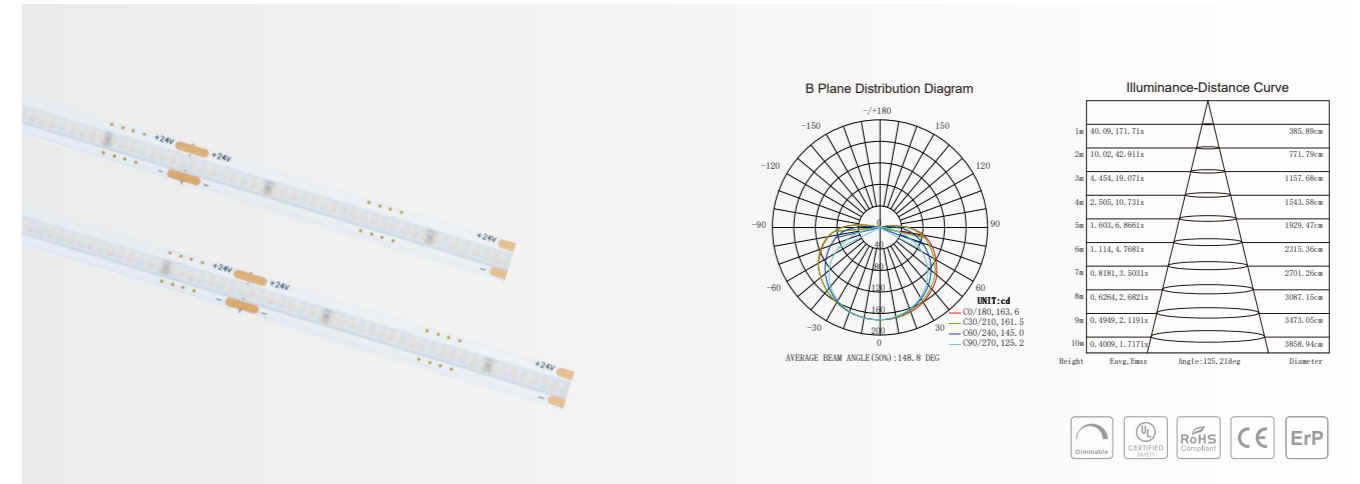 +24V
+24V
-
-
+24V
-
+24V
+24V
-
-
+24V
-
B Plane Distribution Diagram
-/+180
-150
150
-120
120
-90
90
-60
60
-30
30
0
0
40
80
120
160
200
UNIT:cd
C0/180,163.6
C30/210,161.5
C60/240,145.0
C90/270,125.2
AVERAGE BEAM ANGLE(50%):148.8 DEG
Illuminance-Distance Curve
1m 40.09,171.71x 385.89cm
2m 10.02,42.911x 771.79cm
3m 4.454,19.071x 1157.68cm
4m 2.505,10.731x 1543.58cm
5m 1.603,6.8661x 1929.47cm
6m 1.114,4.7681x 2315.36cm
7m 0.8181,3.5031x 2701.26cm
8m 0.6264,2.6821x 3087.15cm
9m 0.4949,2.1191x 3473.05cm
10m 0.4009,1.7171x 3858.94cm
Height Eavg,Emax Angle:125.21deg Diameter
Dimmable
UL
CERTIFIED
SAFETY
RoHS
Compliant
CE
ErP